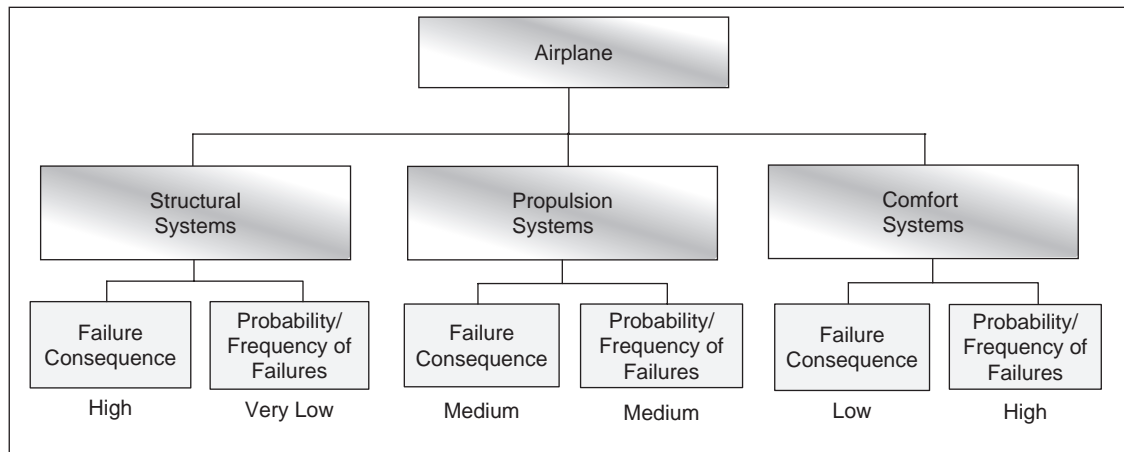 Airplane
Structural
Systems
Propulsion
Systems
Comfort
Systems
Failure
Consequence
Probability/
Frequency of
Failures
Failure
Consequence
Probability/
Frequency of
Failures
Failure
Consequence
Probability/
Frequency of
Failures
High
Very Low
Medium
Medium
Low
High